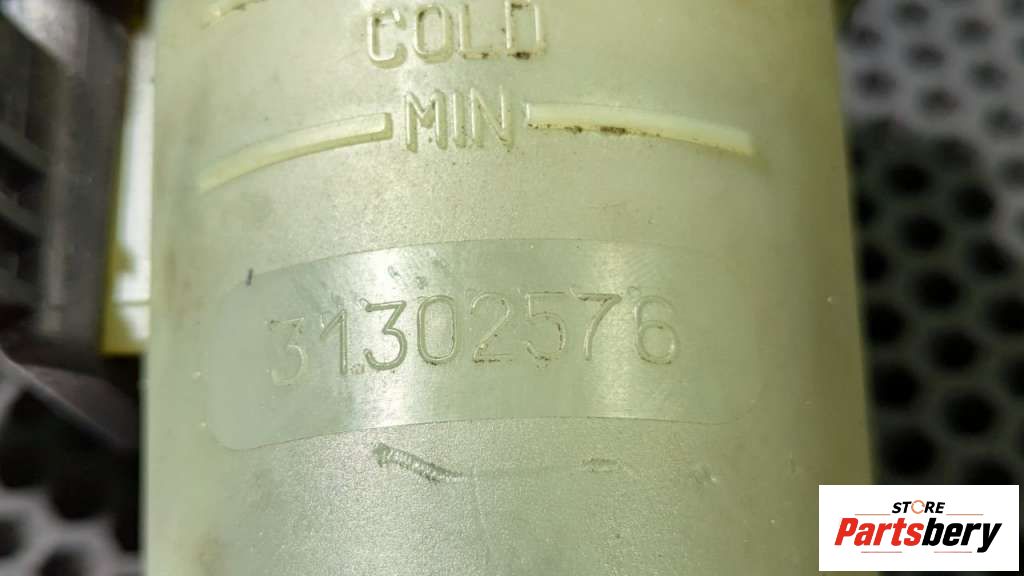 COLD
MIN
31302576
STORE
Partsbery